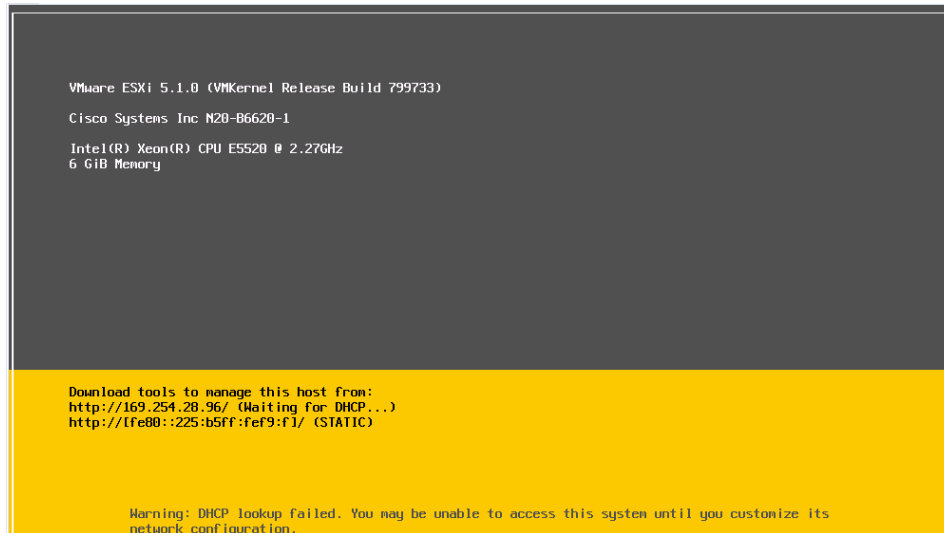 VMware ESXi 5.1.0 (VMKernel Release Build 799733)
Cisco Systems Inc N20-B6620-1
Intel(R) Xeon(R) CPU E5520 @ 2.27GHz
6 GiB Memory
Download tools to manage this host from:
http://169.254.28.96/ (Waiting for DHCP...)
http://[fe80::225:b5ff:fef9:f]/ (STATIC)
Warning: DHCP lookup failed. You may be unable to access this system until you customize its
network configuration.